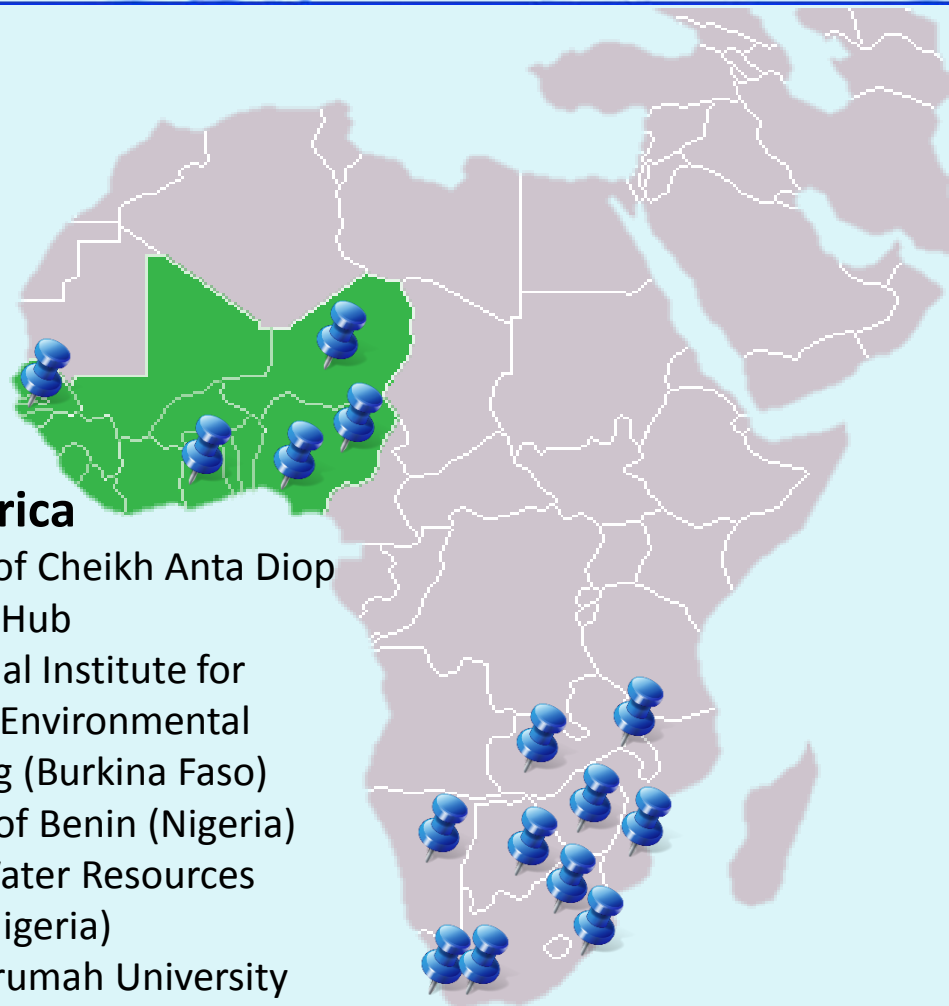 rica
of Cheikh Anta Diop
Hub
al Institute for
Environmental
g (Burkina Faso)
of Benin (Nigeria)
ater Resources
igeria)
rumah University